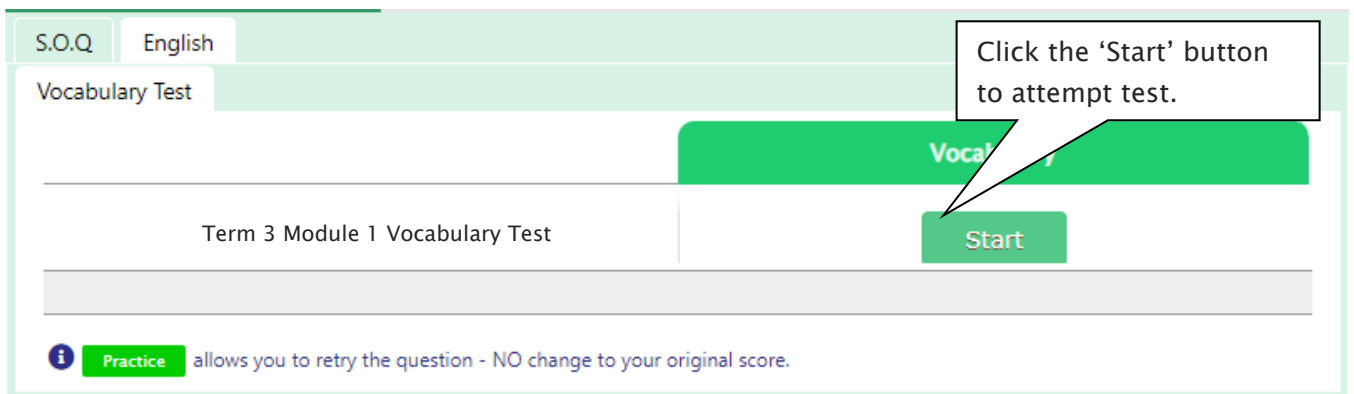 S.O.Q English
Click the ‘Start’ button
to attempt test.
Vocabulary Test
Term 3 Module 1 Vocabulary Test
Start
Practice allows you to retry the question - NO change to your original score.